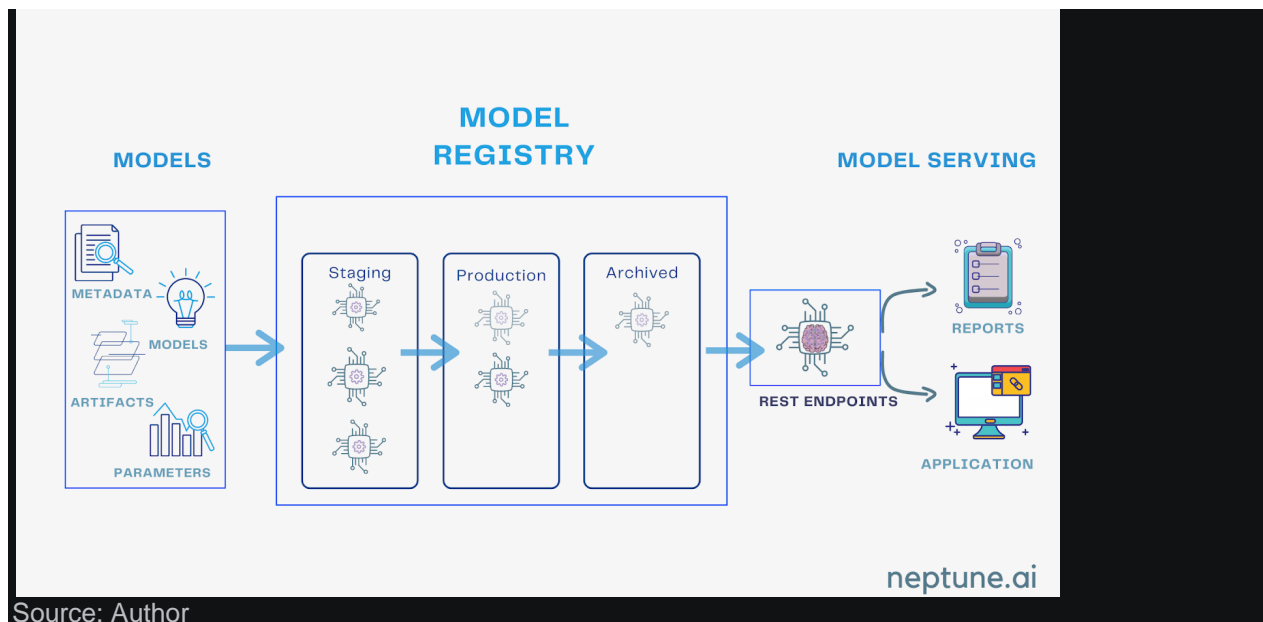 MODEL
REGISTRY
MODELS
MODEL SERVING
METADATA
MODELS
ARTIFACTS
PARAMETERS
Staging
Production
Archived
REST ENDPOINTS
REPORTS
APPLICATION
neptune.ai
Source: Author